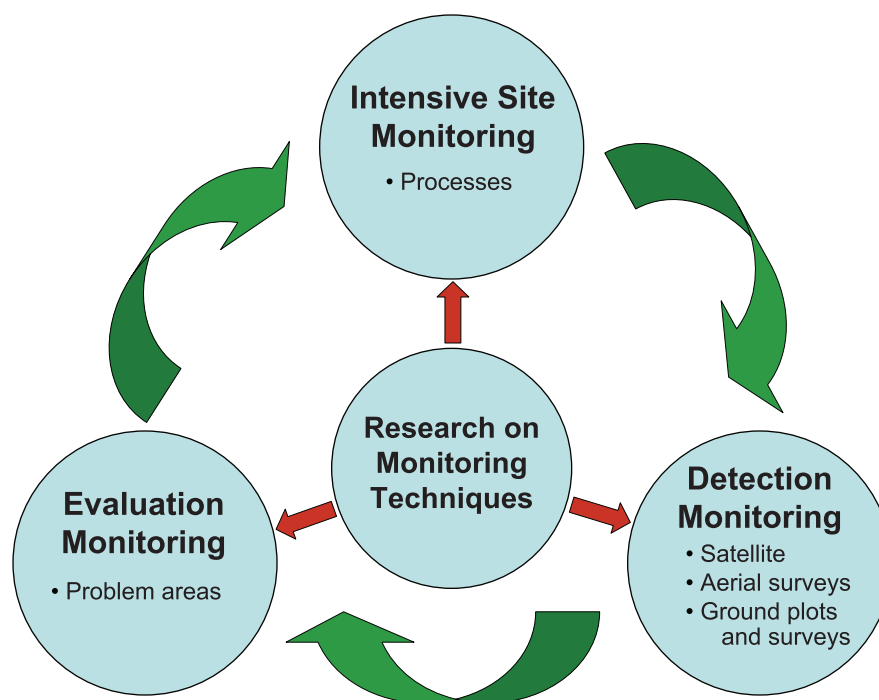 Intensive Site
Monitoring
• Processes
Research on
Monitoring
Techniques
Evaluation
Monitoring
• Problem areas
Detection
Monitoring
• Satellite
• Aerial surveys
• Ground plots
and surveys